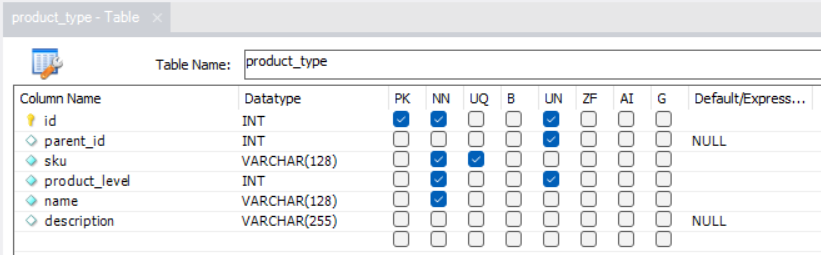 product_type - Table ×
Table Name: product_type
Column Name Datatype PK NN UQ B UN ZF AI G Default/Express...
id INT
parent_id INT NULL
sku VARCHAR(128)
product_level INT
name VARCHAR(128)
description VARCHAR(255) NULL